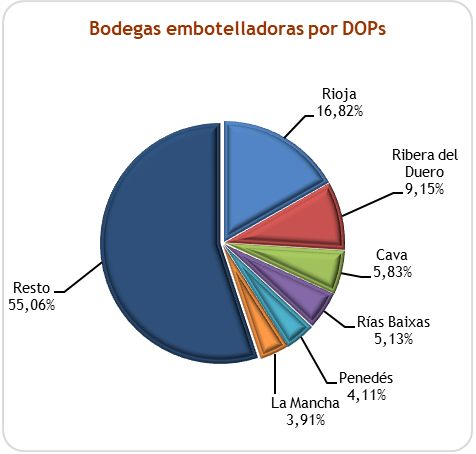 Bodegas embotelladoras por DOPs
Rioja
16,82%
Ribera del
Duero
9,15%
Cava
5,83%
Rías Baixas
5,13%
Penedés
4,11%
La Mancha
3,91%
Resto
55,06%